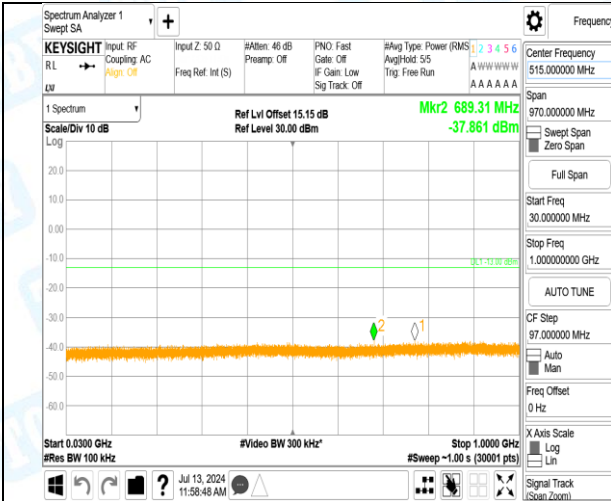 Spectrum Analyzer 1
Swept SA
KEYSIGHT
RL
LXI
Input: RF
Coupling: AC
Align: Off
Input Z: 50 Ω
Freq Ref: Int (S)
#Atten: 46 dB
Preamp: Off
PNO: Fast
Gate: Off
IF Gain: Low
Sig Track: Off
#Avg Type: Power (RMS
Avg|Hold: 5/5
Trig: Free Run
1 2 3 4 5 6
A W W W W W
A A A A A A
1 Spectrum
Scale/Div 10 dB
Log
Ref Lvl Offset 15.15 dB
Ref Level 30.00 dBm
Mkr2 689.31 MHz
-37.861 dBm
20.0
10.0
0.00
-10.0
DL1 -13.00 dBm
-20.0
-30.0
2
1
-40.0
-50.0
-60.0
Start 0.0300 GHz
#Res BW 100 kHz
#Video BW 300 kHz*
Stop 1.0000 GHz
#Sweep ~1.00 s (30001 pts)
Jul 13, 2024
11:58:48 AM
Frequency
Center Frequency
515.000000 MHz
Span
970.000000 MHz
Swept Span
Zero Span
Full Span
Start Freq
30.000000 MHz
Stop Freq
1.000000000 GHz
AUTO TUNE
CF Step
97.000000 MHz
Auto
Man
Freq Offset
0 Hz
X Axis Scale
Log
Lin
Signal Track
(Span Zoom)